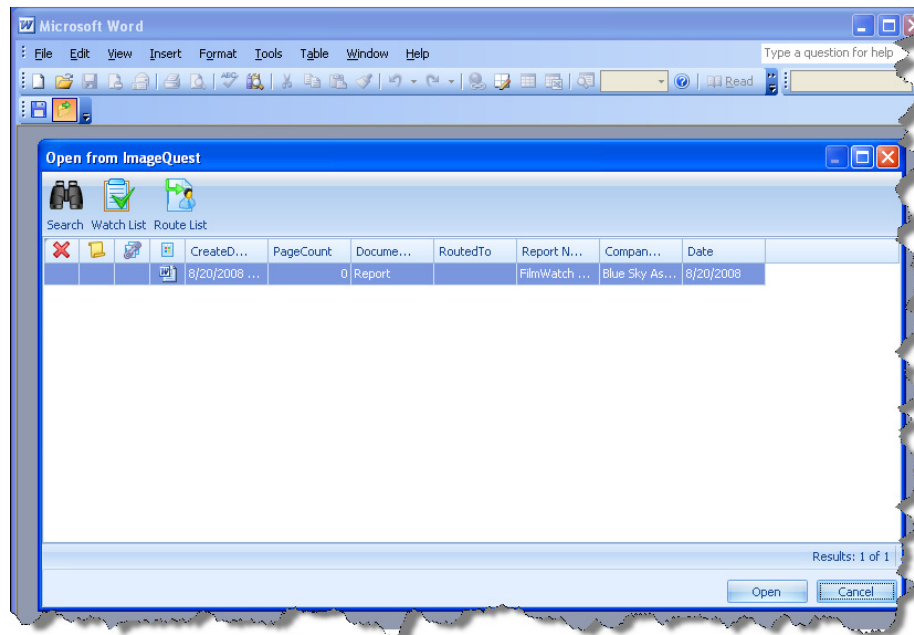 Microsoft Word
File Edit View Insert Format Tools Table Window Help
Type a question for help
ABC
Read
Open from ImageQuest
Search Watch List Route List
CreateD... PageCount Docume... RoutedTo Report N... Compan... Date
8/20/2008 ... 0 Report FilmWatch ... Blue Sky As... 8/20/2008
Results: 1 of 1
Open Cancel